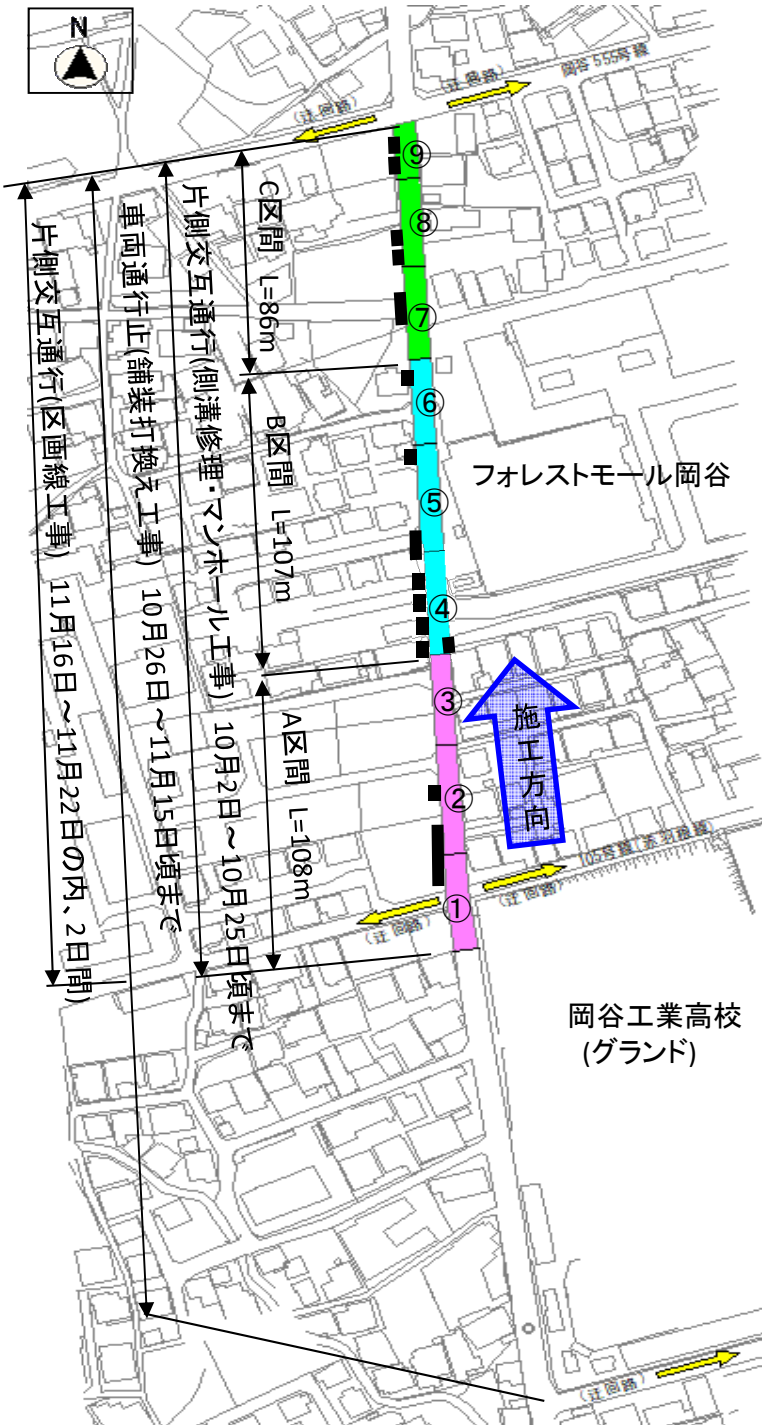 N
(迂回路)
(迂回路)
岡谷555号線
⑨
⑧
⑦
⑥
⑤
④
③
②
①
C区間 L=86m
B区間 L=107m
A区間 L=108m
片側交互通行(側溝修理・マンホール工事) 10月2日～10月25日頃まで
車両通行止(舗装打換え工事) 10月26日～11月15日頃まで
片側交互通行(区画線工事) 11月16日～11月22日の内、2日間)
フォレストモール岡谷
施工方向
(迂回路)
(迂回路)
岡谷工業高校
(グランド)
(迂回路)